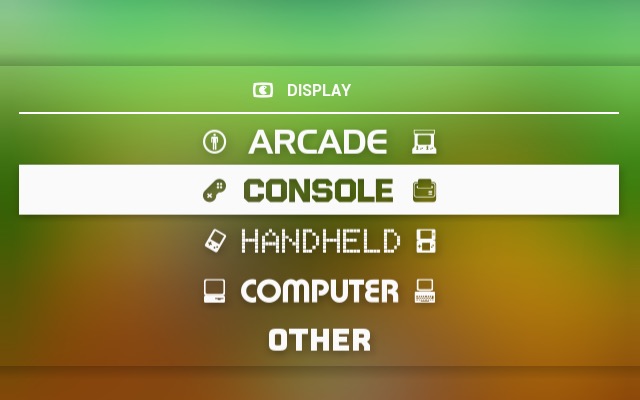 DISPLAY
ARCADE
CONSOLE
HANDHELD
COMPUTER
OTHER